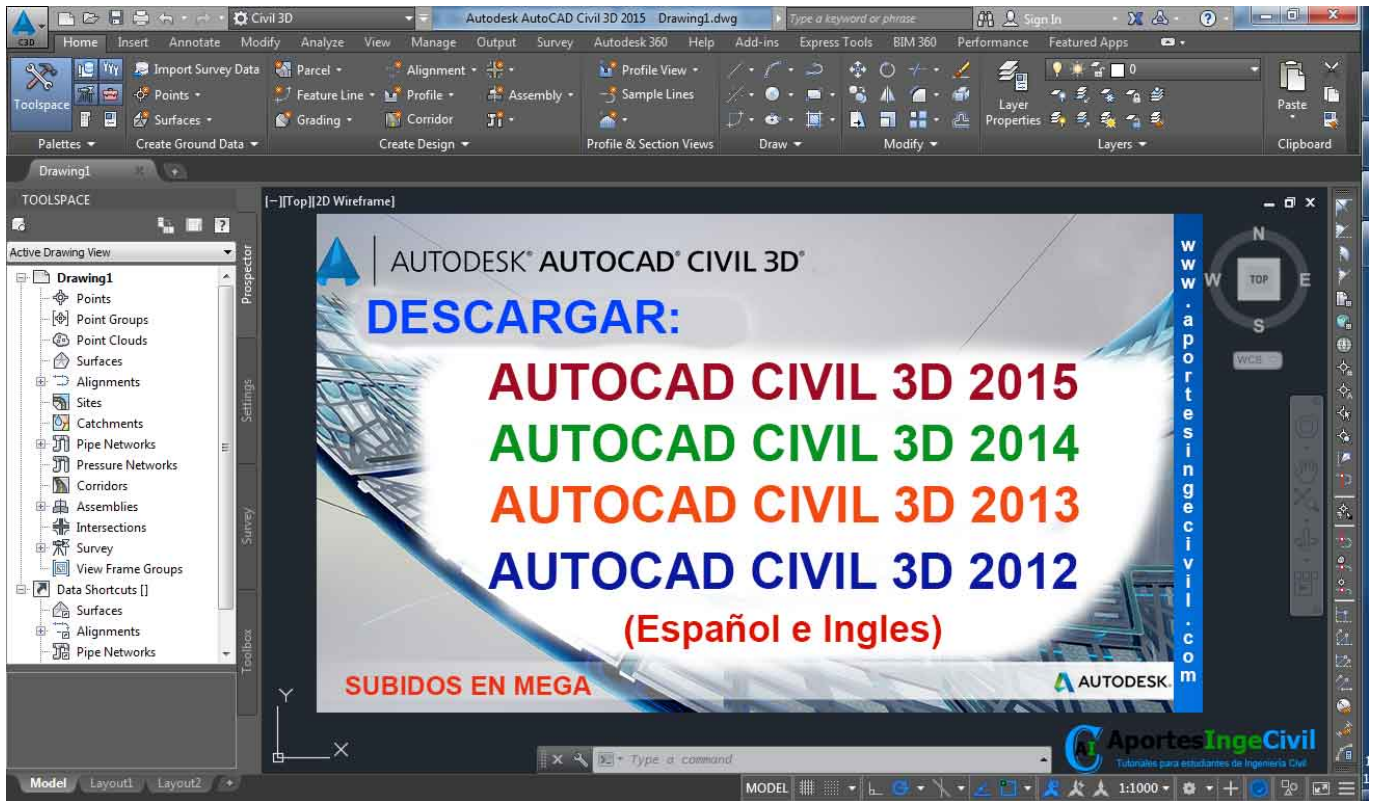 Civil 3D
Autodesk AutoCAD Civil 3D 2015 Drawing1.dwg
Type a keyword or phrase
Sign In
C3D
Home Insert Annotate Modify Analyze View Manage Output Survey Autodesk 360 Help Add-ins Express Tools BIM 360 Performance Featured Apps
Toolspace
Import Survey Data
Points
Surfaces
Parcel
Feature Line
Grading
Alignment
Profile
Corridor
Assembly
Profile View
Sample Lines
Layer
Properties
0
Paste
Palettes
Create Ground Data
Create Design
Profile & Section Views
Draw
Modify
Layers
Clipboard
Drawing1
TOOLSPACE
Active Drawing View
Drawing1
Points
Point Groups
Point Clouds
Surfaces
Alignments
Sites
Catchments
Pipe Networks
Pressure Networks
Corridors
Assemblies
Intersections
Survey
View Frame Groups
Data Shortcuts []
Surfaces
Alignments
Pipe Networks
Prospector
Settings
Survey
Toolbox
[−][Top][2D Wireframe]
AUTODESK® AUTOCAD® CIVIL 3D®
DESCARGAR:
AUTOCAD CIVIL 3D 2015
AUTOCAD CIVIL 3D 2014
AUTOCAD CIVIL 3D 2013
AUTOCAD CIVIL 3D 2012
(Español e Ingles)
SUBIDOS EN MEGA
AUTODESK.
www.aportesingecivil.com
N
W
TOP
E
S
WCS
Y
X
Type a command
AI
AportesIngeCivil
Tutoriales para estudiantes de Ingeniería Civil
Model Layout1 Layout2
MODEL
1:1000